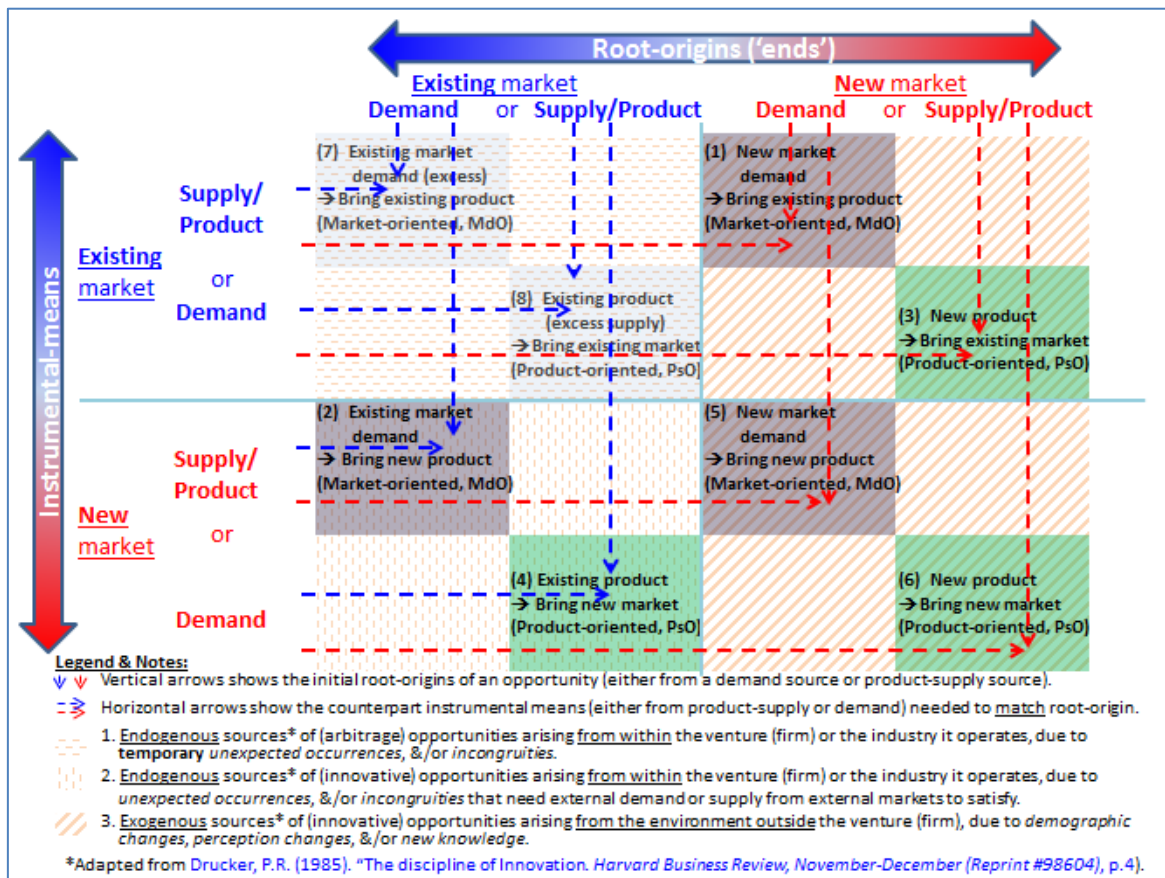 Root-origins ('ends')
Existing market
New market
Demand or Supply/Product
Demand or Supply/Product
Instrumental-means
Existing
market
Supply/
Product
or
Demand
(7) Existing market
demand (excess)
→ Bring existing product
(Market-oriented, MdO)
(1) New market
demand
→ Bring existing product
(Market-oriented, MdO)
(8) Existing product
(excess supply)
→ Bring existing market
(Product-oriented, PsO)
(3) New product
→ Bring existing market
(Product-oriented, PsO)
New
market
Supply/
Product
or
Demand
(2) Existing market
demand
→ Bring new product
(Market-oriented, MdO)
(5) New market
demand
→ Bring new product
(Market-oriented, MdO)
(4) Existing product
→ Bring new market
(Product-oriented, PsO)
(6) New product
→ Bring new market
(Product-oriented, PsO)
Legend & Notes:
Vertical arrows shows the initial root-origins of an opportunity (either from a demand source or product-supply source).
Horizontal arrows show the counterpart instrumental means (either from product-supply or demand) needed to match root-origin.
1. Endogenous sources* of (arbitrage) opportunities arising from within the venture (firm) or the industry it operates, due to
temporary unexpected occurrences, &/or incongruities.
2. Endogenous sources* of (innovative) opportunities arising from within the venture (firm) or the industry it operates, due to
unexpected occurrences, &/or incongruities that need external demand or supply from external markets to satisfy.
3. Exogenous sources* of (innovative) opportunities arising from the environment outside the venture (firm), due to demographic
changes, perception changes, &/or new knowledge.
*Adapted from Drucker, P.R. (1985). "The discipline of Innovation. Harvard Business Review, November-December (Reprint #98604), p.4).